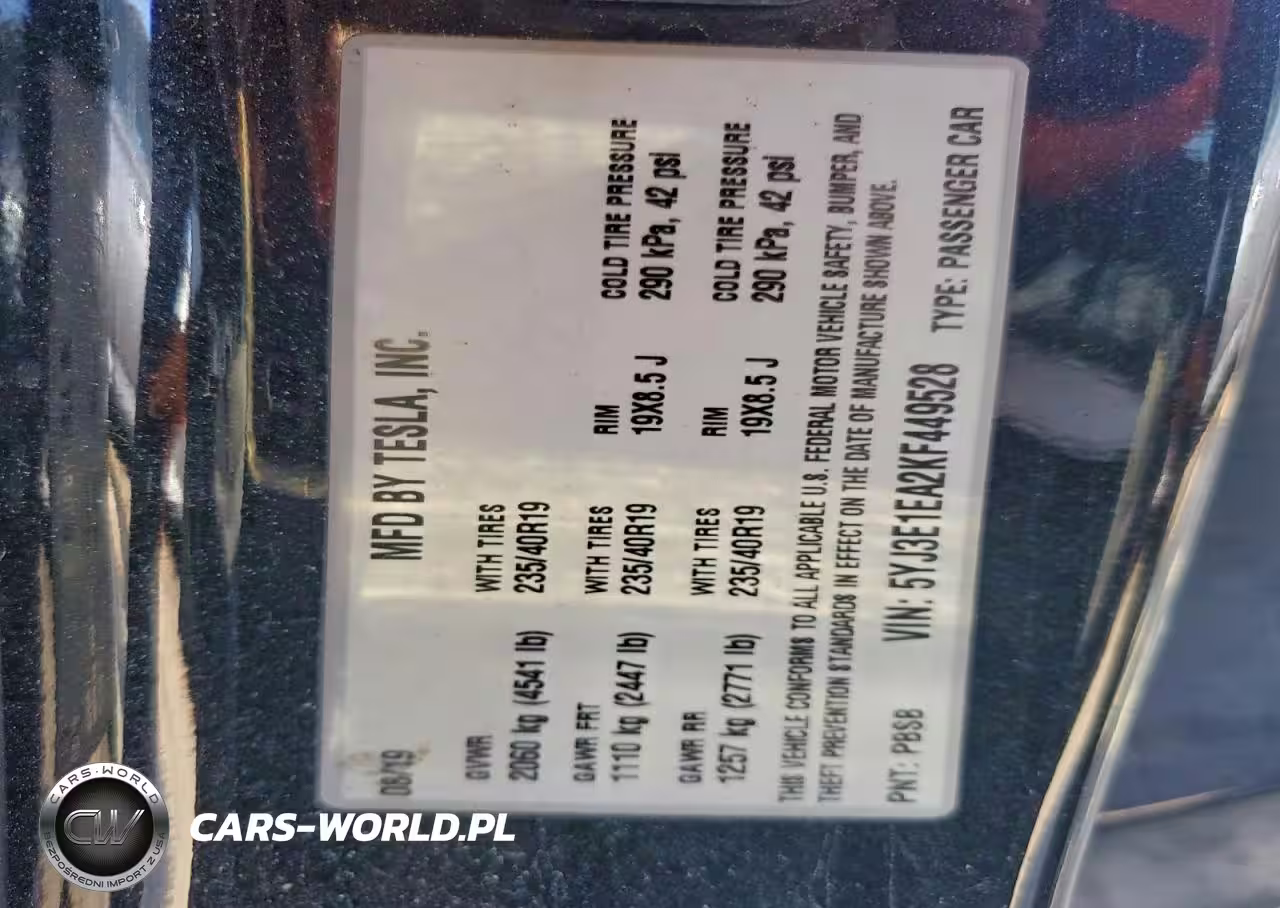 MFD BY TESLA, INC.
08/19
GVWR WITH TIRES
2060 kg (4541 lb) 235/40R19
GAWR FRT WITH TIRES RIM COLD TIRE PRESSURE
1110 kg (2447 lb) 235/40R19 19X8.5 J 290 kPa, 42 psi
GAWR RR WITH TIRES RIM COLD TIRE PRESSURE
1257 kg (2771 lb) 235/40R19 19X8.5 J 290 kPa, 42 psi
THIS VEHICLE CONFORMS TO ALL APPLICABLE U.S. FEDERAL MOTOR VEHICLE SAFETY, BUMPER, AND
THEFT PREVENTION STANDARDS IN EFFECT ON THE DATE OF MANUFACTURE SHOWN ABOVE.
PNT: PBSB VIN: 5YJ3E1EA2KF449528 TYPE: PASSENGER CAR
CARS-WORLD
CW
BEZPOŚREDNI IMPORT Z USA
CARS-WORLD.PL